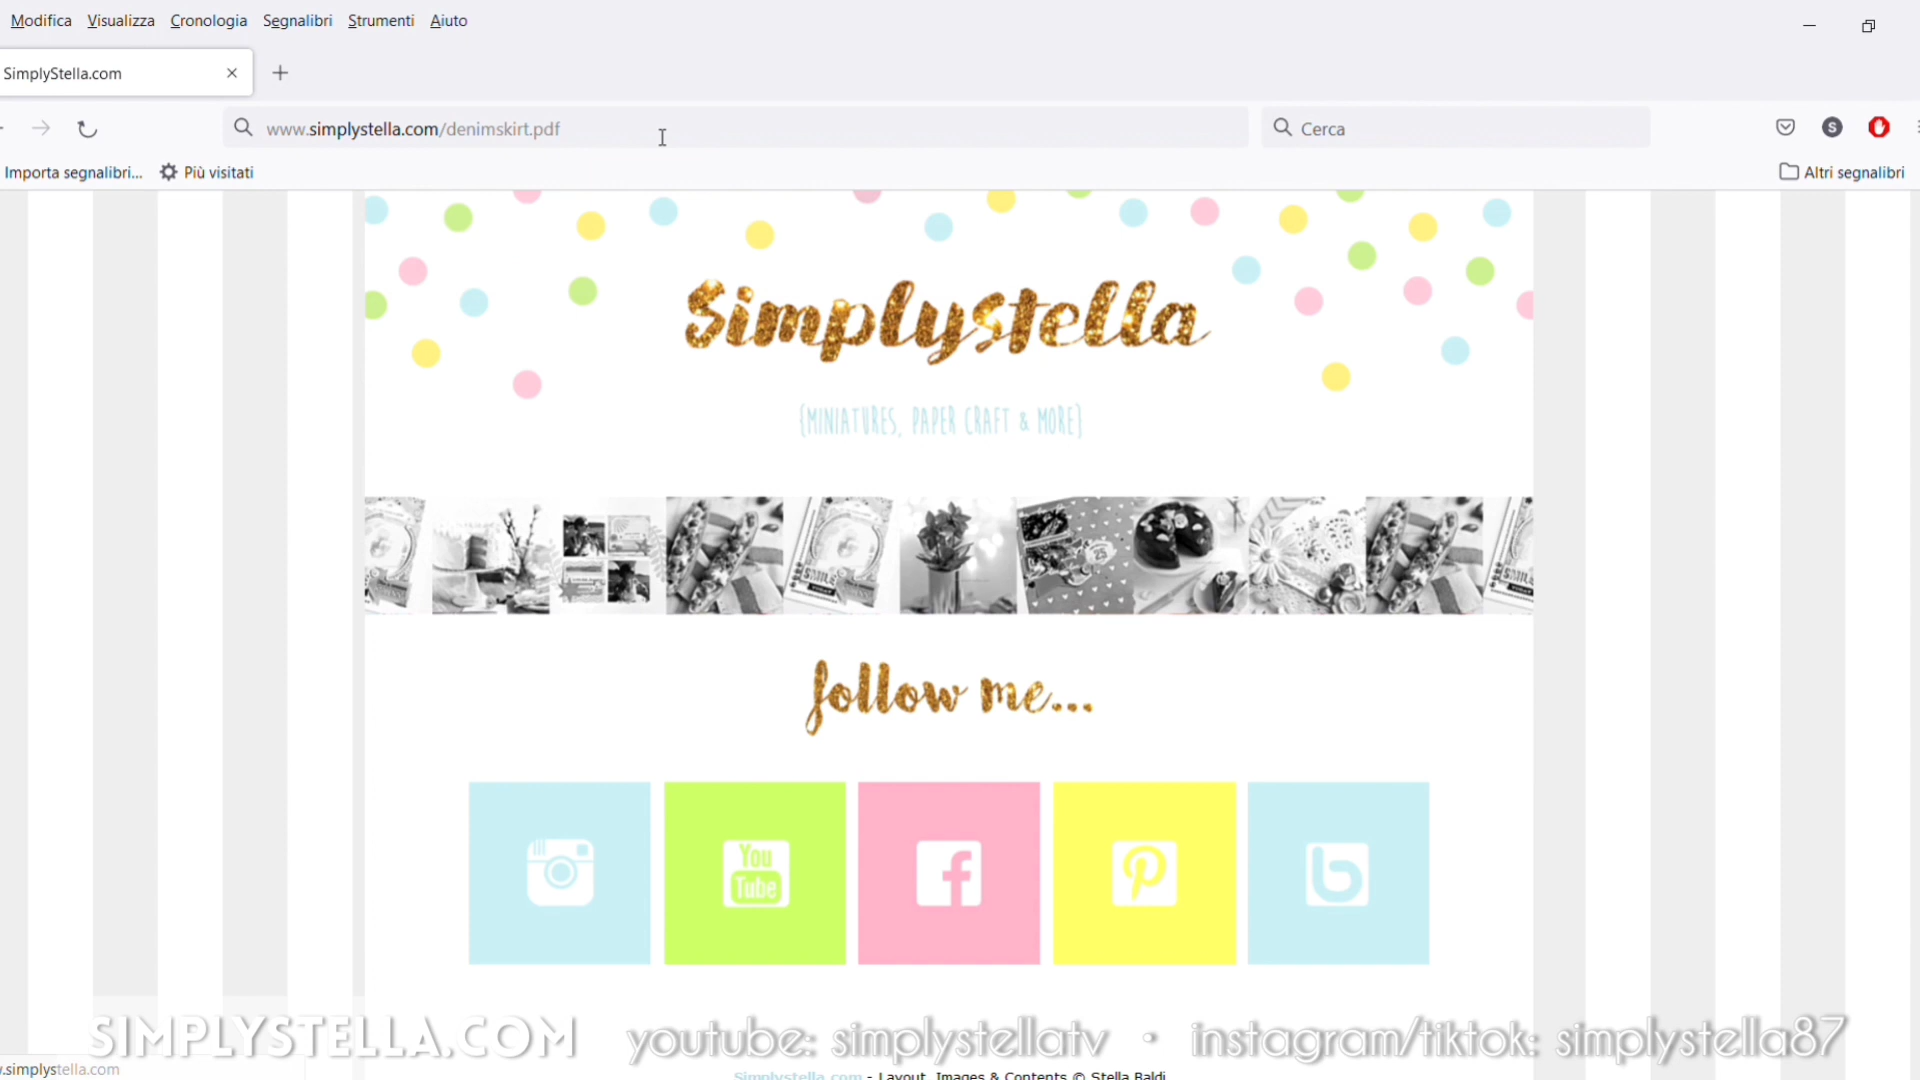 Modifica Visualizza Cronologia Segnalibri Strumenti Aiuto
SimplyStella.com
www.simplystella.com/denimskirt.pdf
Cerca
S
Importa segnalibri... Più visitati
Altri segnalibri
Simplystella
{MINIATURES, PAPER CRAFT & MORE}
follow me...
You
Tube
SIMPLYSTELLA.COM youtube: simplystellatv • instagram/tiktok: simplystella87
.simplystella.com
Simplystella.com - Layout, Images & Contents © Stella Baldi